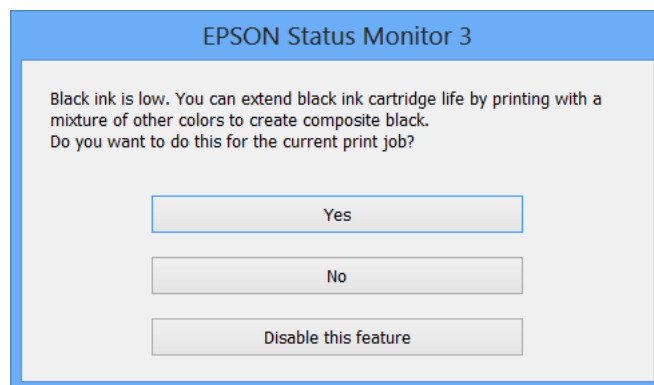 EPSON Status Monitor 3
Black ink is low. You can extend black ink cartridge life by printing with a
mixture of other colors to create composite black.
Do you want to do this for the current print job?
Yes
No
Disable this feature